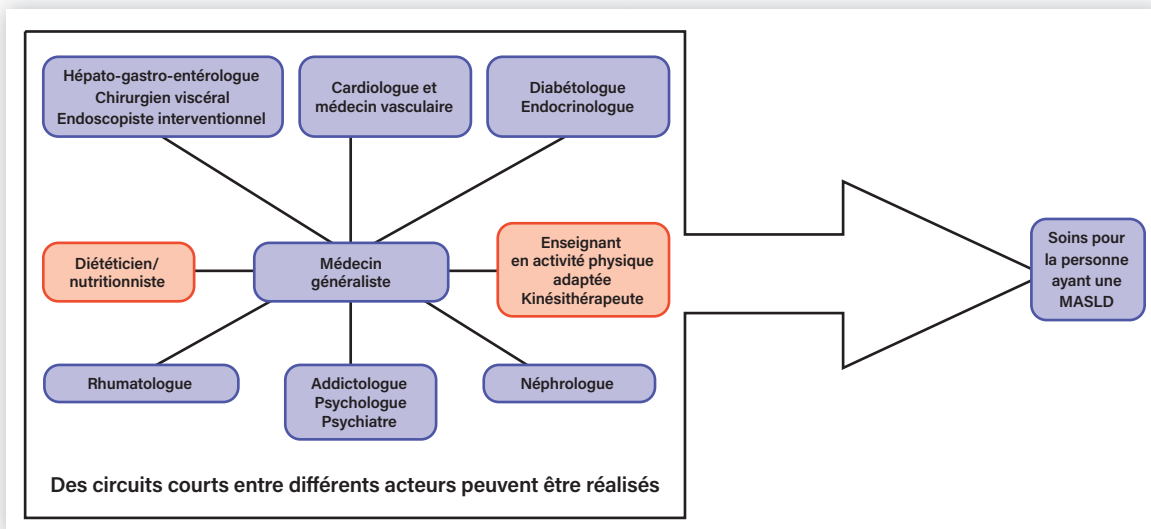 Hépato-gastro-entérologue
Chirurgien viscéral
Endoscopiste interventionnel
Cardiologue et
médecin vasculaire
Diabétologue
Endocrinologue
Diététicien/
nutritionniste
Médecin
généraliste
Enseignant
en activité physique
adaptée
Kinésithérapeute
Rhumatologue
Addictologue
Psychologue
Psychiatre
Néphrologue
Des circuits courts entre différents acteurs peuvent être réalisés
Soins pour
la personne
ayant une
MASLD